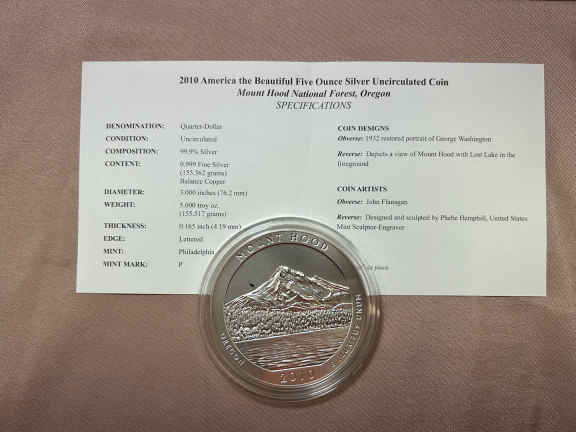 2010 America the Beautiful Five Ounce Silver Uncirculated Coin
Mount Hood National Forest, Oregon
SPECIFICATIONS
DENOMINATION: Quarter-Dollar
CONDITION: Uncirculated
COMPOSITION: 99.9% Silver
CONTENT: 0.999 Fine Silver
(155.362 grams)
Balance Copper
DIAMETER: 3.000 inches (76.2 mm)
WEIGHT: 5.000 troy oz.
(155.517 grams)
THICKNESS: 0.165 inch (4.19 mm)
EDGE: Lettered
MINT: Philadelphia
MINT MARK: P
COIN DESIGNS
Obverse: 1932 restored portrait of George Washington
Reverse: Depicts a view of Mount Hood with Lost Lake in the
foreground
COIN ARTISTS
Obverse: John Flanagan
Reverse: Designed and sculpted by Phebe Hemphill, United States
Mint Sculptor-Engraver
MOUNT HOOD
OREGON
2010
E PLURIBUS UNUM